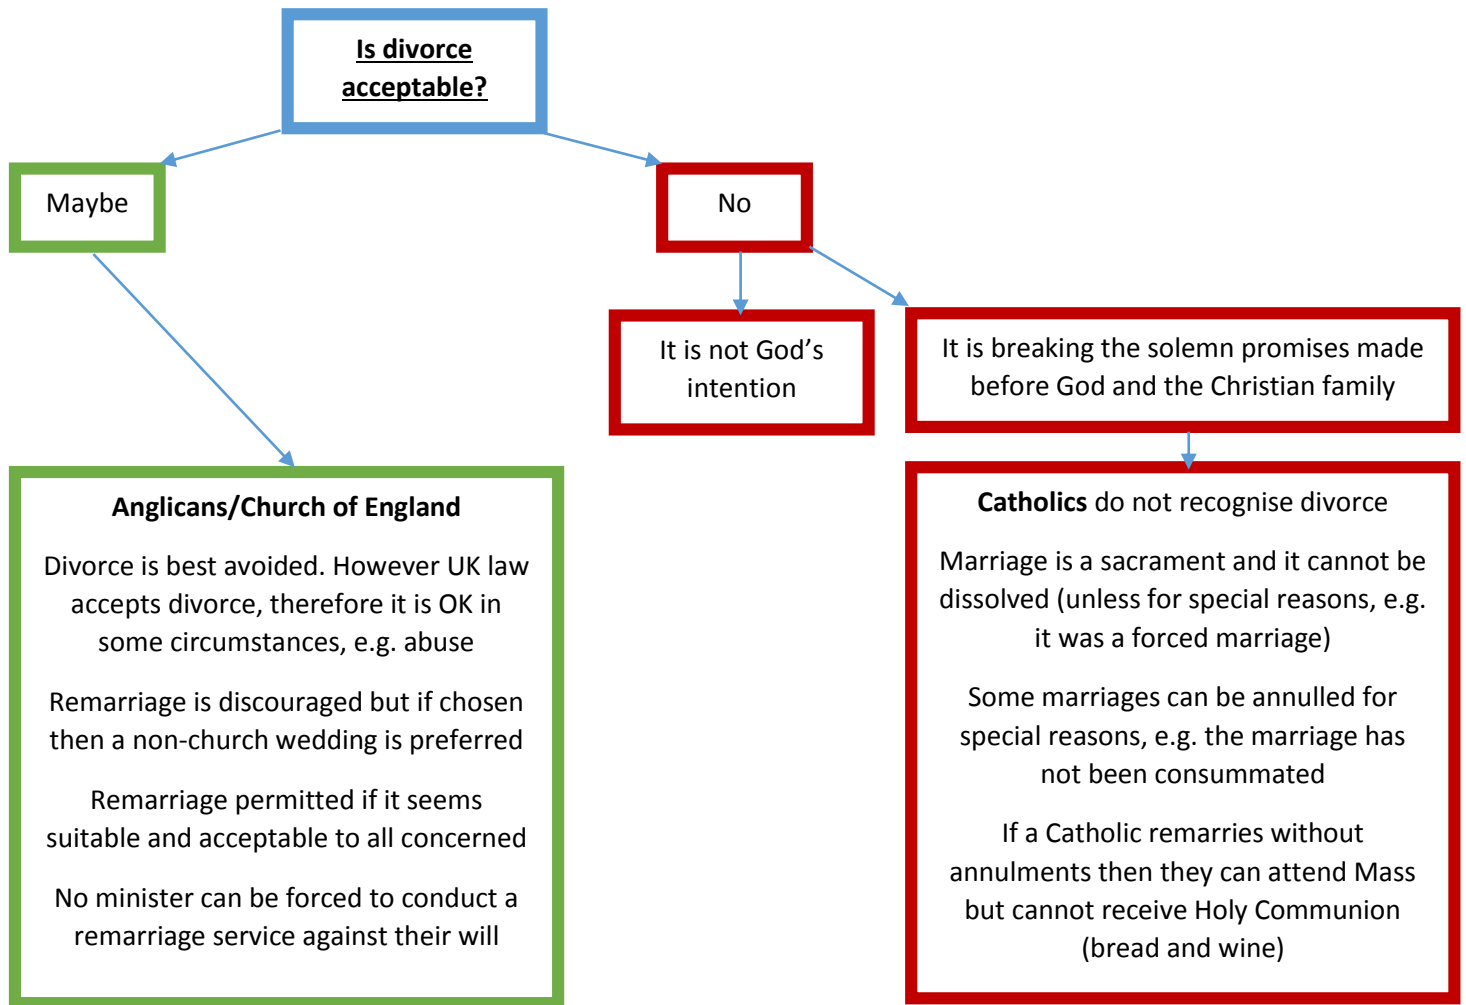 Is divorce
acceptable?
Maybe
No
It is not God’s
intention
It is breaking the solemn promises made
before God and the Christian family
Anglicans/Church of England
Divorce is best avoided. However UK law
accepts divorce, therefore it is OK in
some circumstances, e.g. abuse
Remarriage is discouraged but if chosen
then a non-church wedding is preferred
Remarriage permitted if it seems
suitable and acceptable to all concerned
No minister can be forced to conduct a
remarriage service against their will
Catholics do not recognise divorce
Marriage is a sacrament and it cannot be
dissolved (unless for special reasons, e.g.
it was a forced marriage)
Some marriages can be annulled for
special reasons, e.g. the marriage has
not been consummated
If a Catholic remarries without
annulments then they can attend Mass
but cannot receive Holy Communion
(bread and wine)